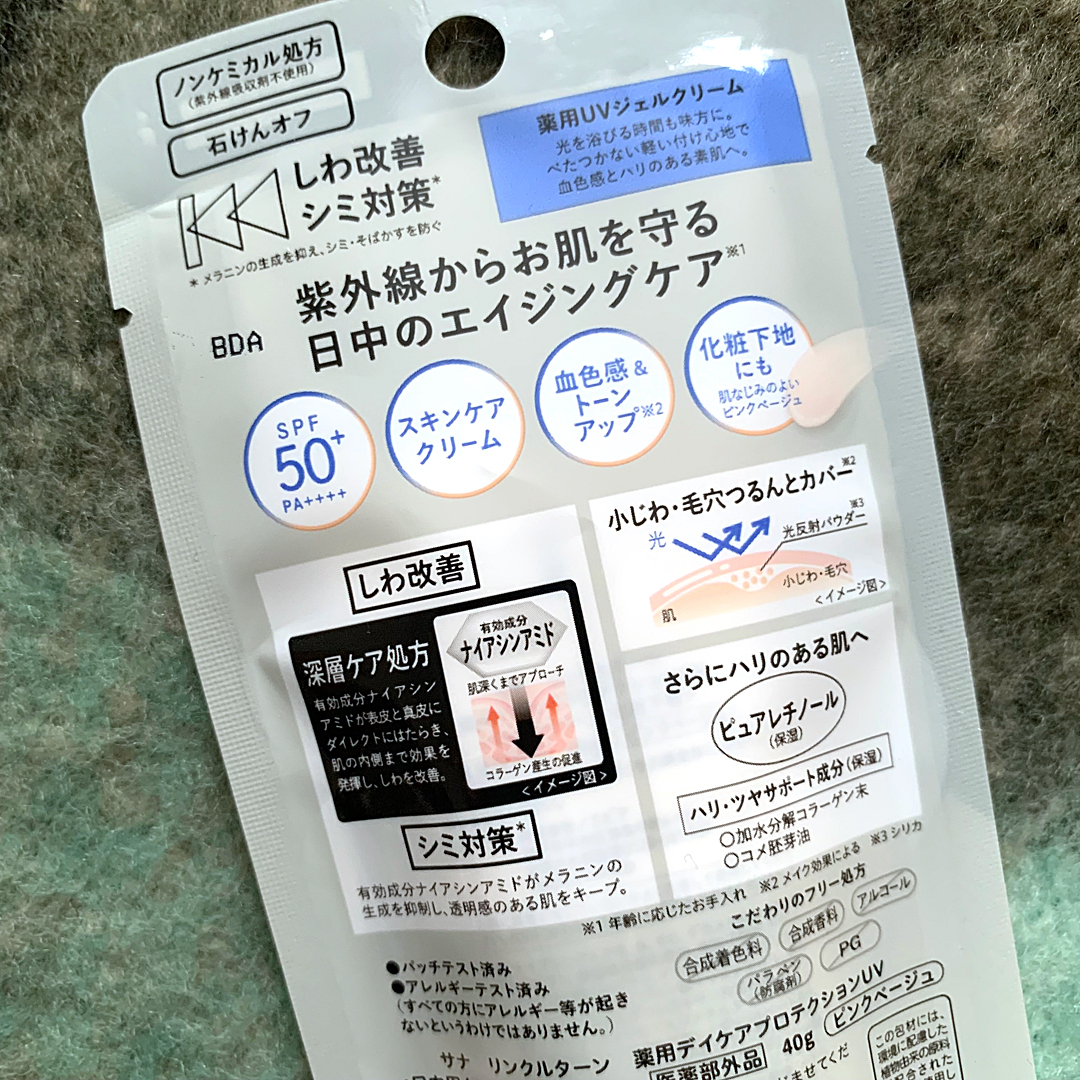 ノンケミカル処方
(紫外線吸収剤不使用)
石けんオフ
しわ改善
シミ対策*
* メラニンの生成を抑え、シミ・そばかすを防ぐ
薬用UVジェルクリーム
光を浴びる時間も味方に。
べたつかない軽い付け心地で
血色感とハリのある素肌へ。
紫外線からお肌を守る
日中のエイジングケア※1
BDA
SPF
50+
PA++++
スキンケア
クリーム
血色感&
トーン
アップ※2
化粧下地
にも
肌なじみのよい
ピンクベージュ
しわ改善
深層ケア処方
有効成分ナイアシン
アミドが表皮と真皮に
ダイレクトにはたらき、
肌の内側まで効果を
発揮し、しわを改善。
有効成分
ナイアシンアミド
肌深くまでアプローチ
コラーゲン産生の促進
<イメージ図>
シミ対策*
有効成分ナイアシンアミドがメラニンの
生成を抑制し、透明感のある肌をキープ。
小じわ・毛穴つるんとカバー※2
光
※3
光反射パウダー
小じわ・毛穴
肌
<イメージ図>
さらにハリのある肌へ
ピュアレチノール
(保湿)
ハリ・ツヤサポート成分(保湿)
○加水分解コラーゲン末
○コメ胚芽油
※1 年齢に応じたお手入れ ※2 メイク効果による ※3 シリカ
こだわりのフリー処方
合成着色料
合成香料
アルコール
パラベン
(防腐剤)
PG
●パッチテスト済み
●アレルギーテスト済み
(すべての方にアレルギー等が起き
ないというわけではありません。)
サナ リンクルターン 薬用デイケアプロテクションUV
ピンクベージュ
医薬部外品 40g
この包材には、
環境に配慮した
植物由来の原料